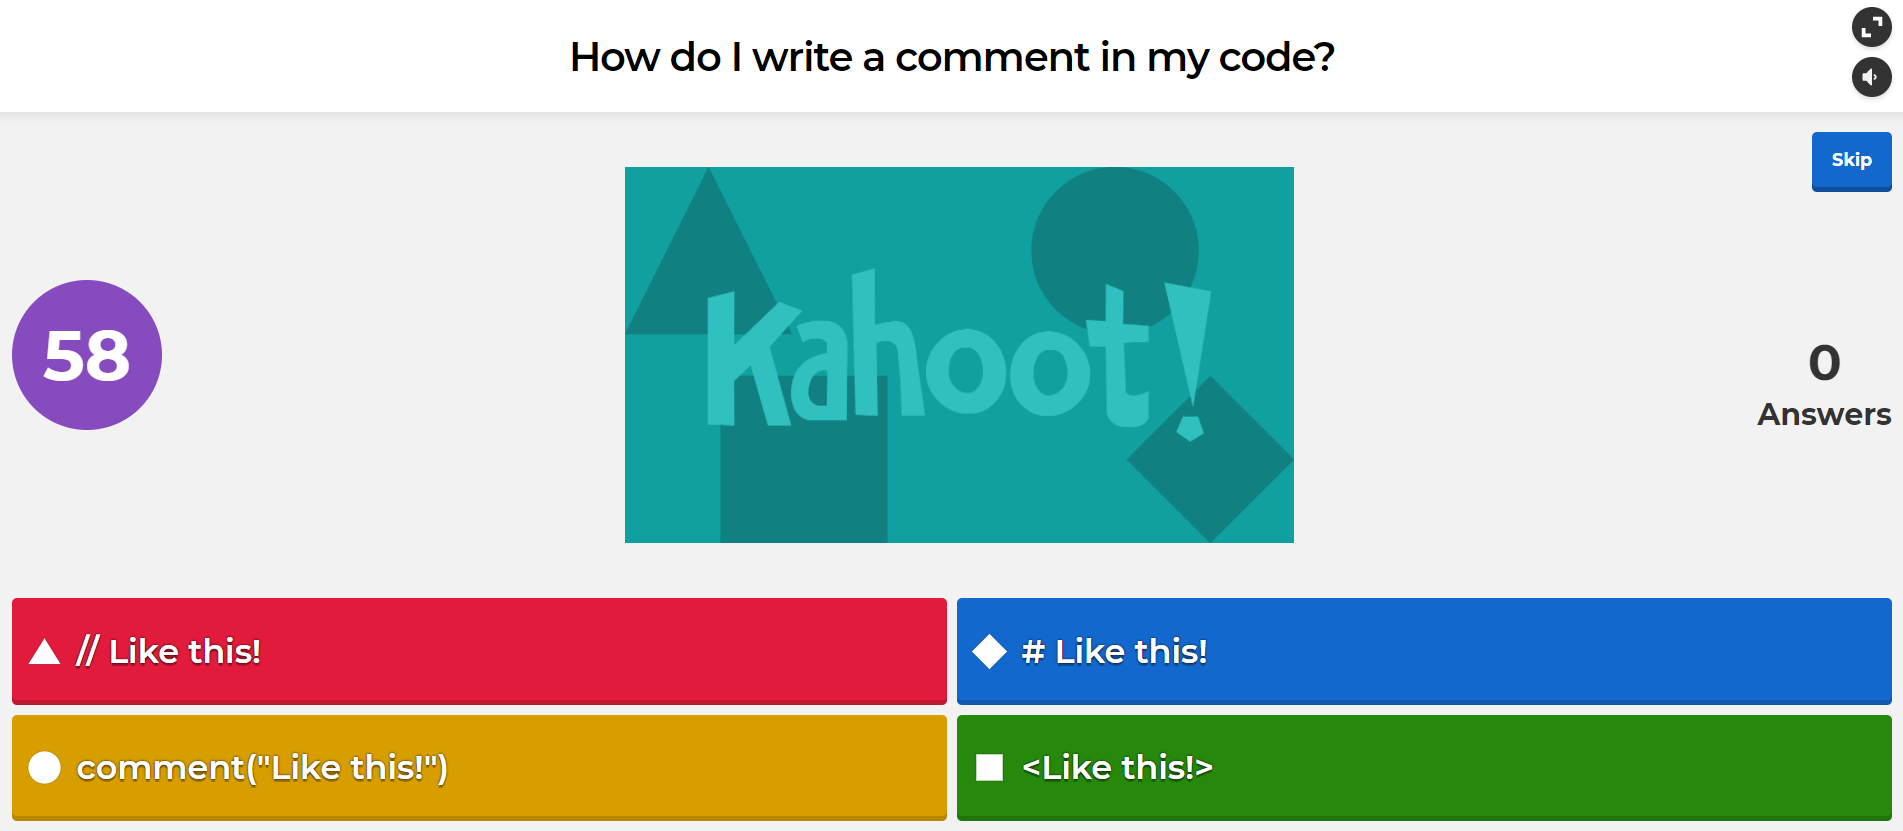 How do I write a comment in my code?
Skip
Kahoot!
58
0
Answers
// Like this!
# Like this!
comment("Like this!")
<Like this!>